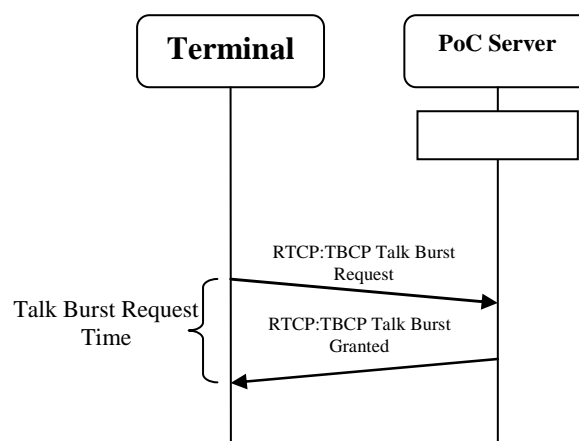 Terminal
PoC Server
RTCP:TBCP Talk Burst
Request
Talk Burst Request
Time
RTCP:TBCP Talk Burst
Granted